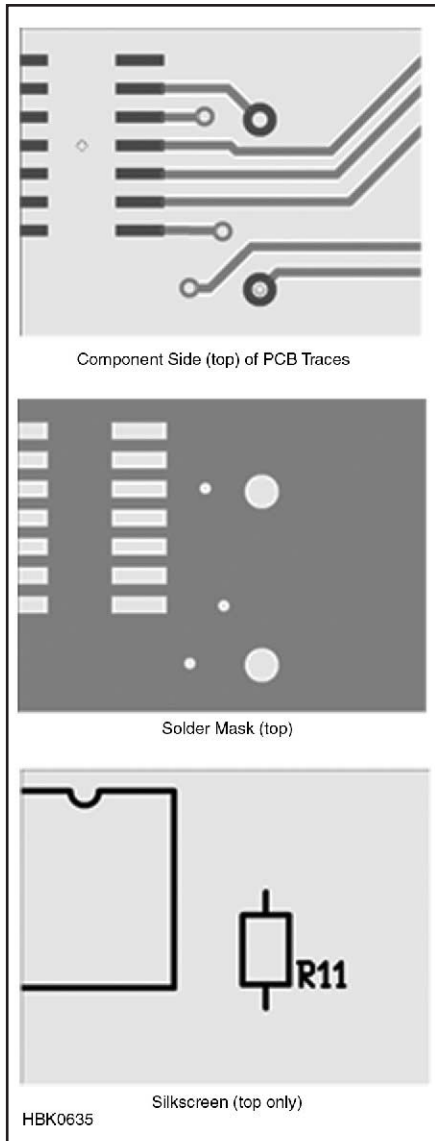 Component Side (top) of PCB Traces
Solder Mask (top)
R11
Silkscreen (top only)
HBK0635